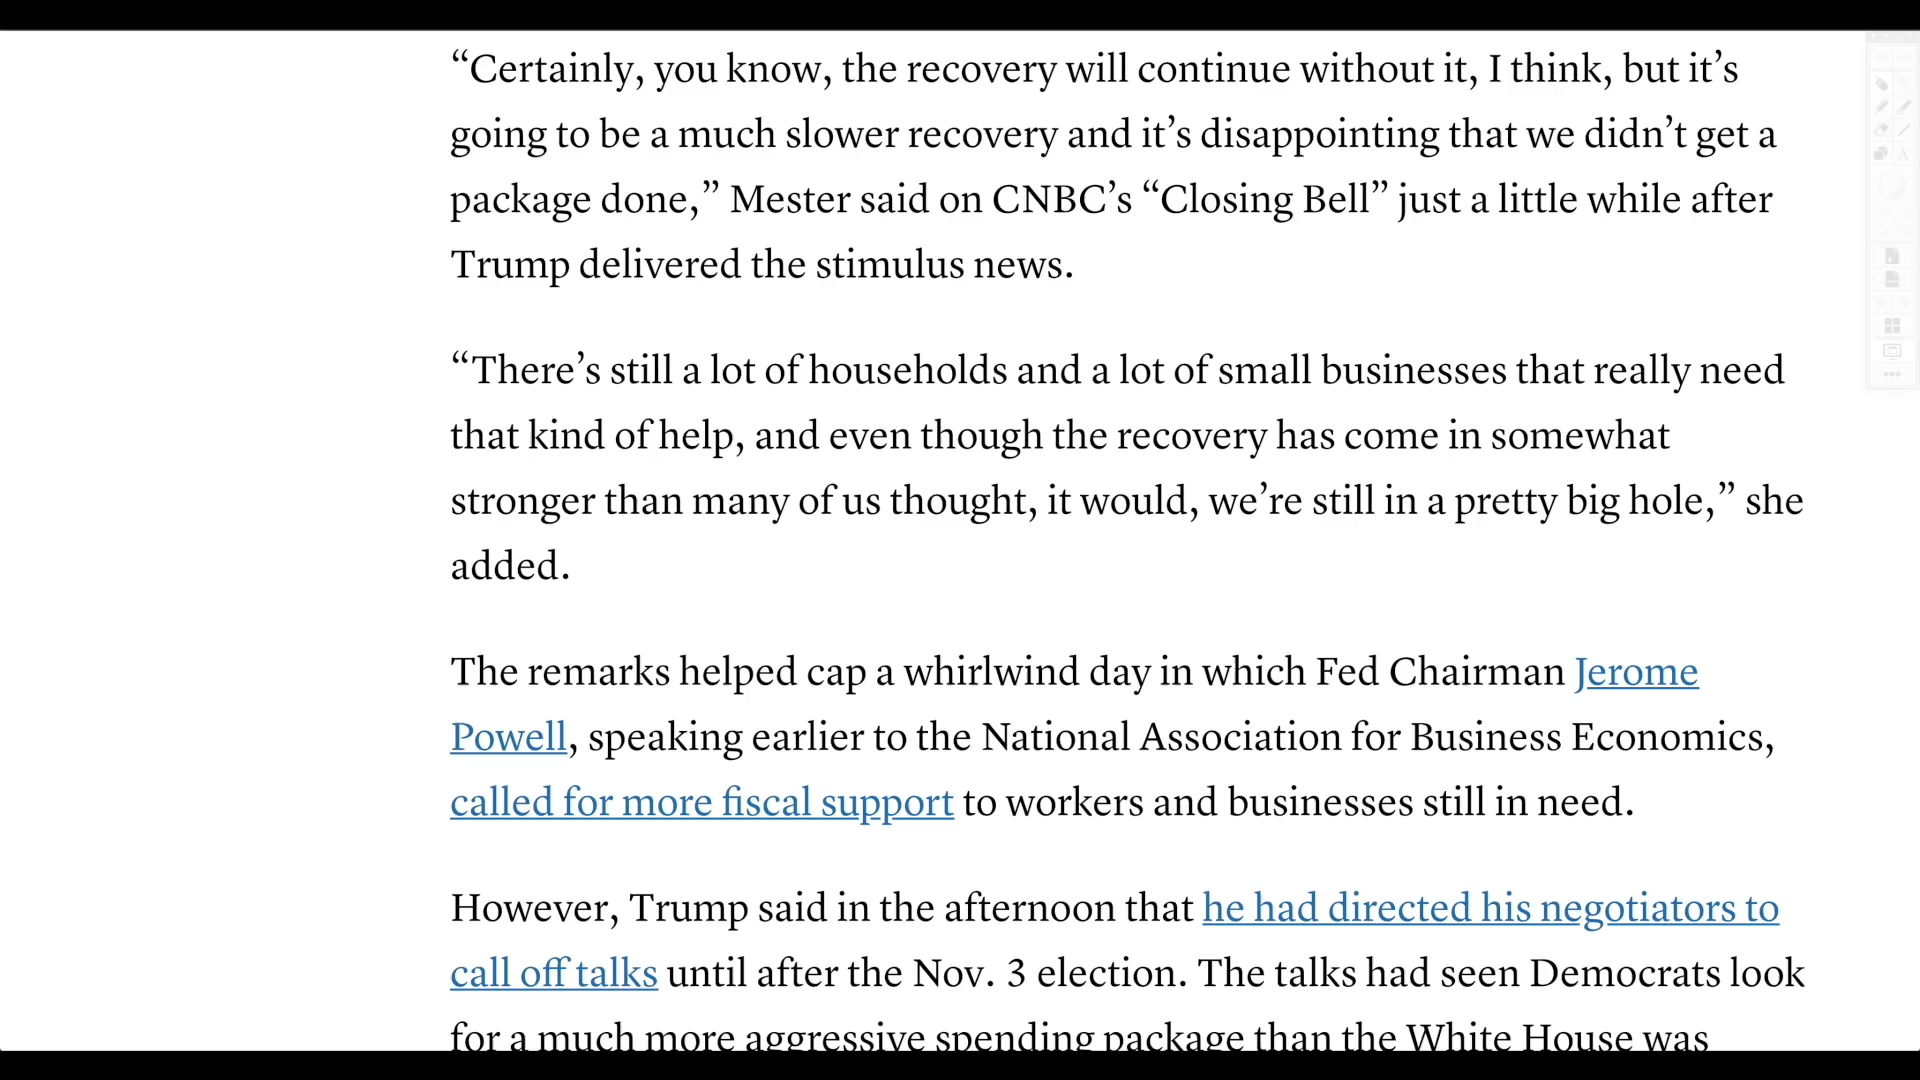 “Certainly, you know, the recovery will continue without it, I think, but it’s
going to be a much slower recovery and it’s disappointing that we didn’t get a
package done,” Mester said on CNBC’s “Closing Bell” just a little while after
Trump delivered the stimulus news.
“There’s still a lot of households and a lot of small businesses that really need
that kind of help, and even though the recovery has come in somewhat
stronger than many of us thought, it would, we’re still in a pretty big hole,” she
added.
The remarks helped cap a whirlwind day in which Fed Chairman Jerome
Powell, speaking earlier to the National Association for Business Economics,
called for more fiscal support to workers and businesses still in need.
However, Trump said in the afternoon that he had directed his negotiators to
call off talks until after the Nov. 3 election. The talks had seen Democrats look
for a much more aggressive spending package than the White House was